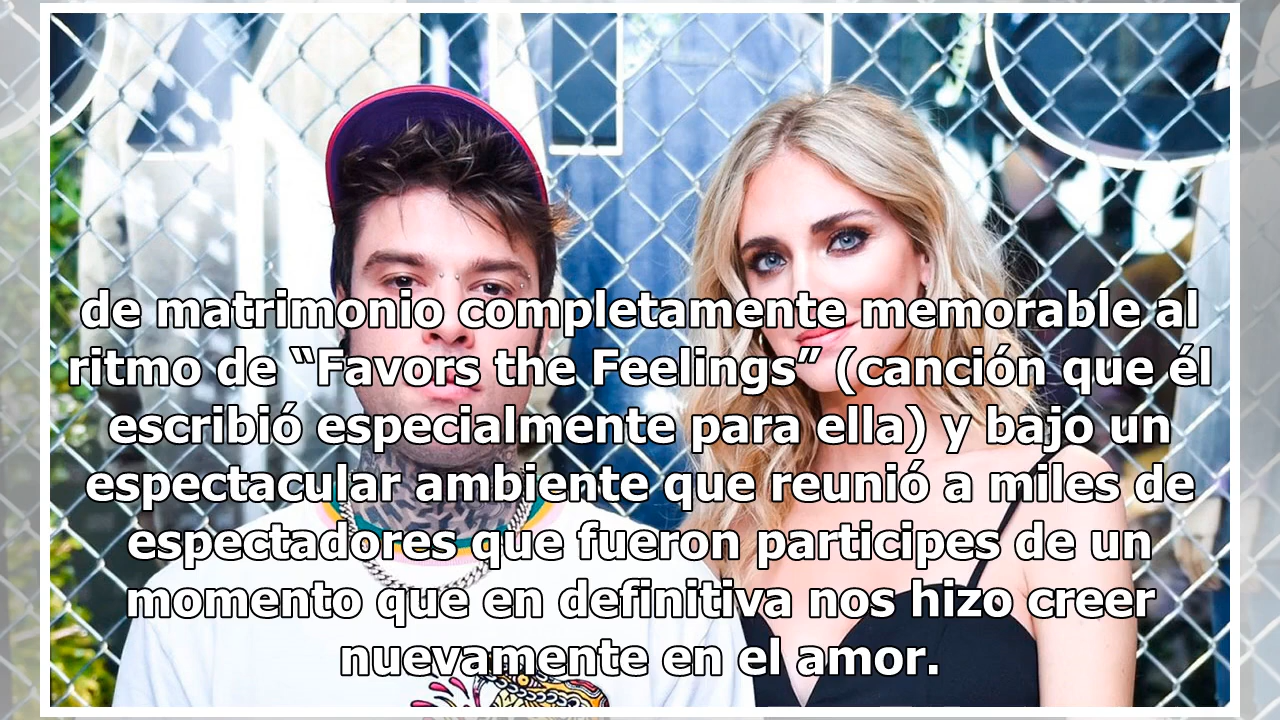 de matrimonio completamente memorable al
ritmo de “Favors the Feelings” (canción que él
escribió especialmente para ella) y bajo un
espectacular ambiente que reunió a miles de
espectadores que fueron participes de un
momento que en definitiva nos hizo creer
nuevamente en el amor.